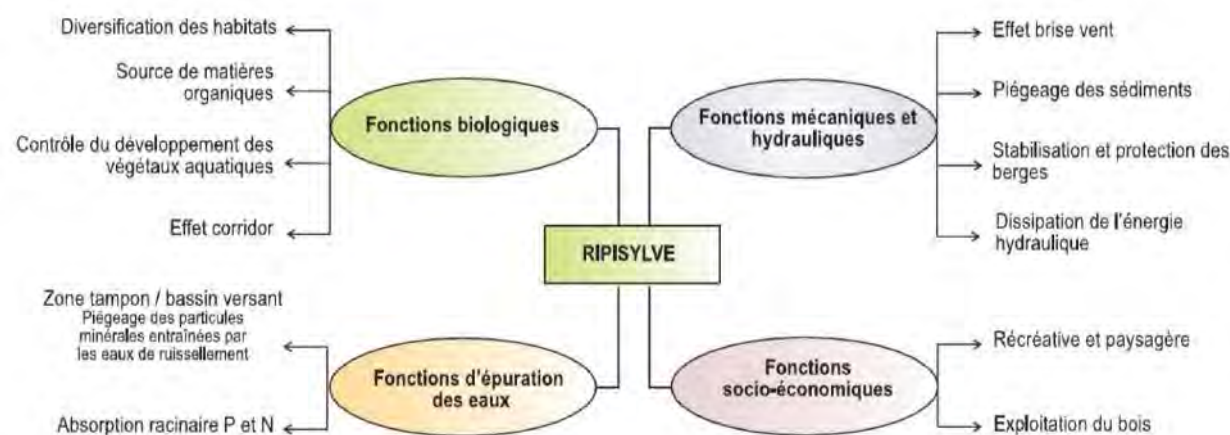 Diversification des habitats
Source de matières
organiques
Contrôle du développement des
végétaux aquatiques
Effet corridor
Fonctions biologiques
Fonctions mécaniques et
hydrauliques
Effet brise vent
Piégeage des sédiments
Stabilisation et protection des
berges
Dissipation de l'énergie
hydraulique
RIPISYLVE
Zone tampon / bassin versant
Piégeage des particules
minérales entraînées par
les eaux de ruissellement
Absorption racinaire P et N
Fonctions d'épuration
des eaux
Fonctions
socio-économiques
Récréative et paysagère
Exploitation du bois